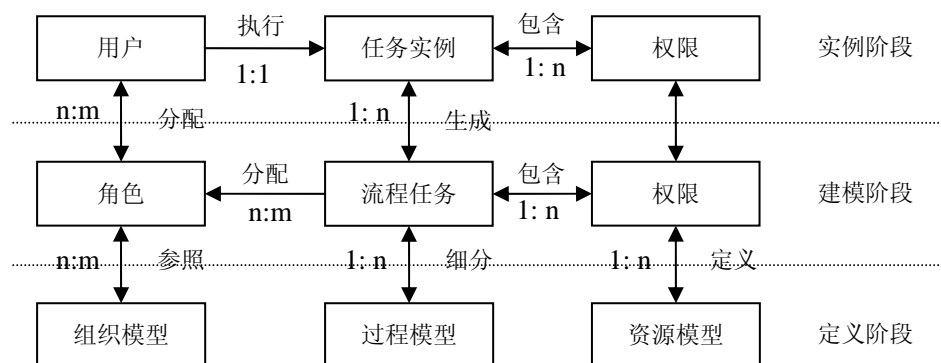 执行 包含
用户 任务实例 权限 实例阶段
1:1 1: n
n:m 分配 1: n 生成
分配 包含
角色 流程任务 权限 建模阶段
n:m 1: n
n:m 参照 1: n 细分 1: n 定义
组织模型 过程模型 资源模型 定义阶段